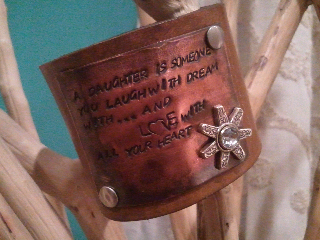 A DAUGHTER IS SOMEONE
YOU LAUGH WITH DREAM
WITH ... AND
LOVE WITH
ALL YOUR HEART